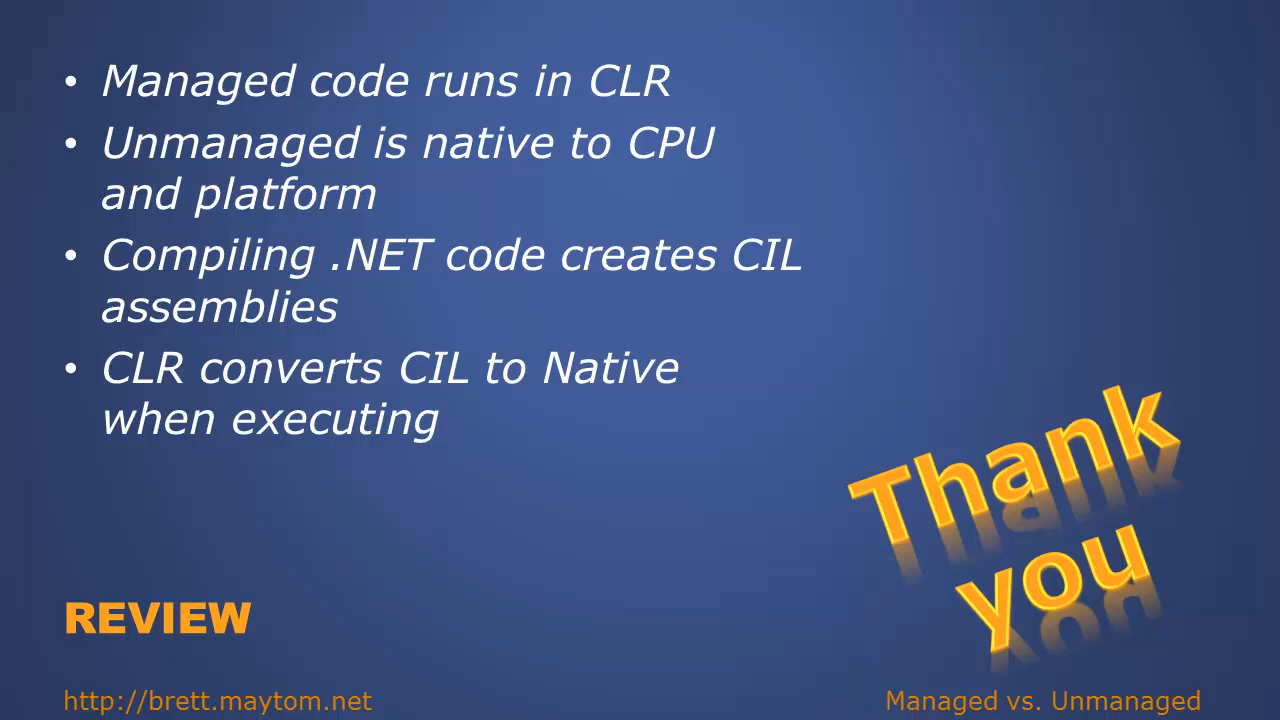 • Managed code runs in CLR
• Unmanaged is native to CPU
and platform
• Compiling .NET code creates CIL
assemblies
• CLR converts CIL to Native
when executing
Thank
you
REVIEW
http://brett.maytom.net
Managed vs. Unmanaged